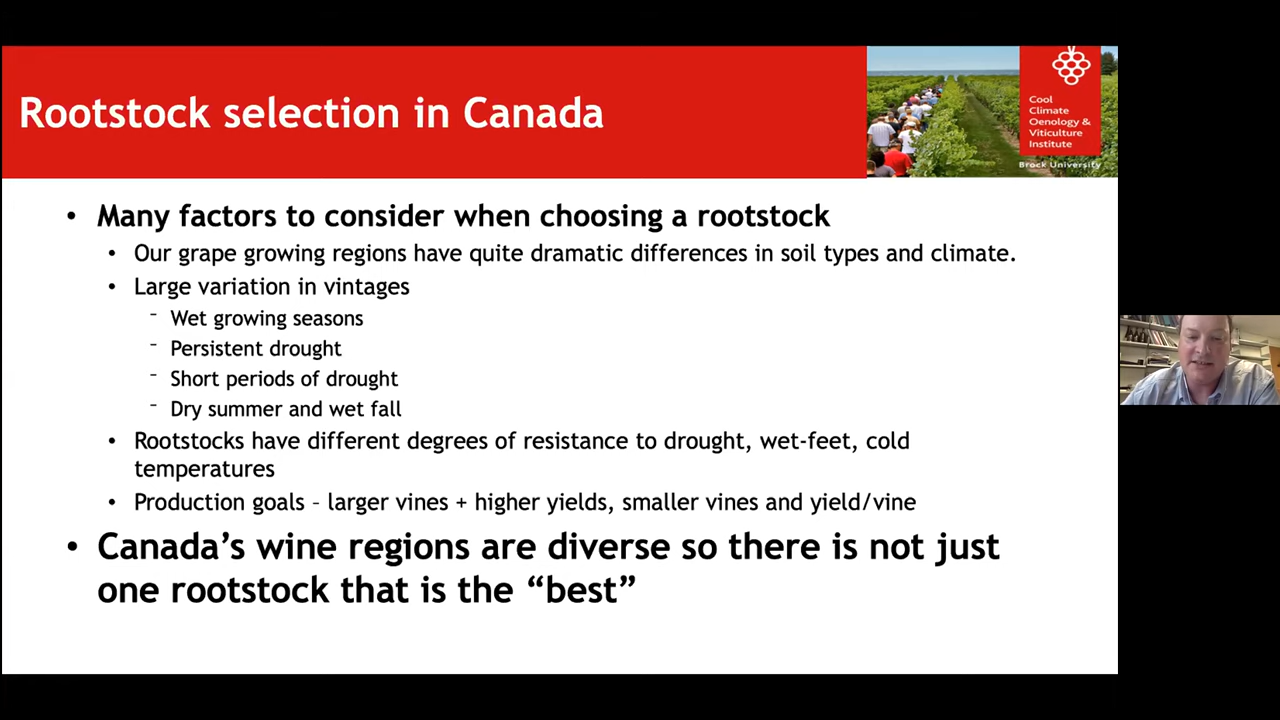 Rootstock selection in Canada
Cool
Climate
Oenology &
Viticulture
Institute
Brock University
• Many factors to consider when choosing a rootstock
• Our grape growing regions have quite dramatic differences in soil types and climate.
• Large variation in vintages
- Wet growing seasons
- Persistent drought
- Short periods of drought
- Dry summer and wet fall
• Rootstocks have different degrees of resistance to drought, wet-feet, cold
temperatures
• Production goals – larger vines + higher yields, smaller vines and yield/vine
• Canada’s wine regions are diverse so there is not just
one rootstock that is the “best”